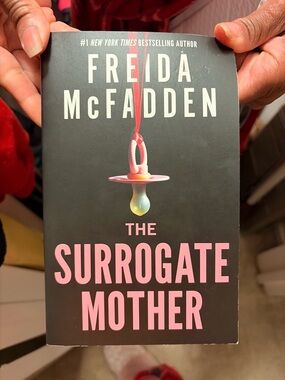 #1 NEW YORK TIMES BESTSELLING AUTHOR
FREIDA
McFADDEN
THE
SURROGATE
MOTHER